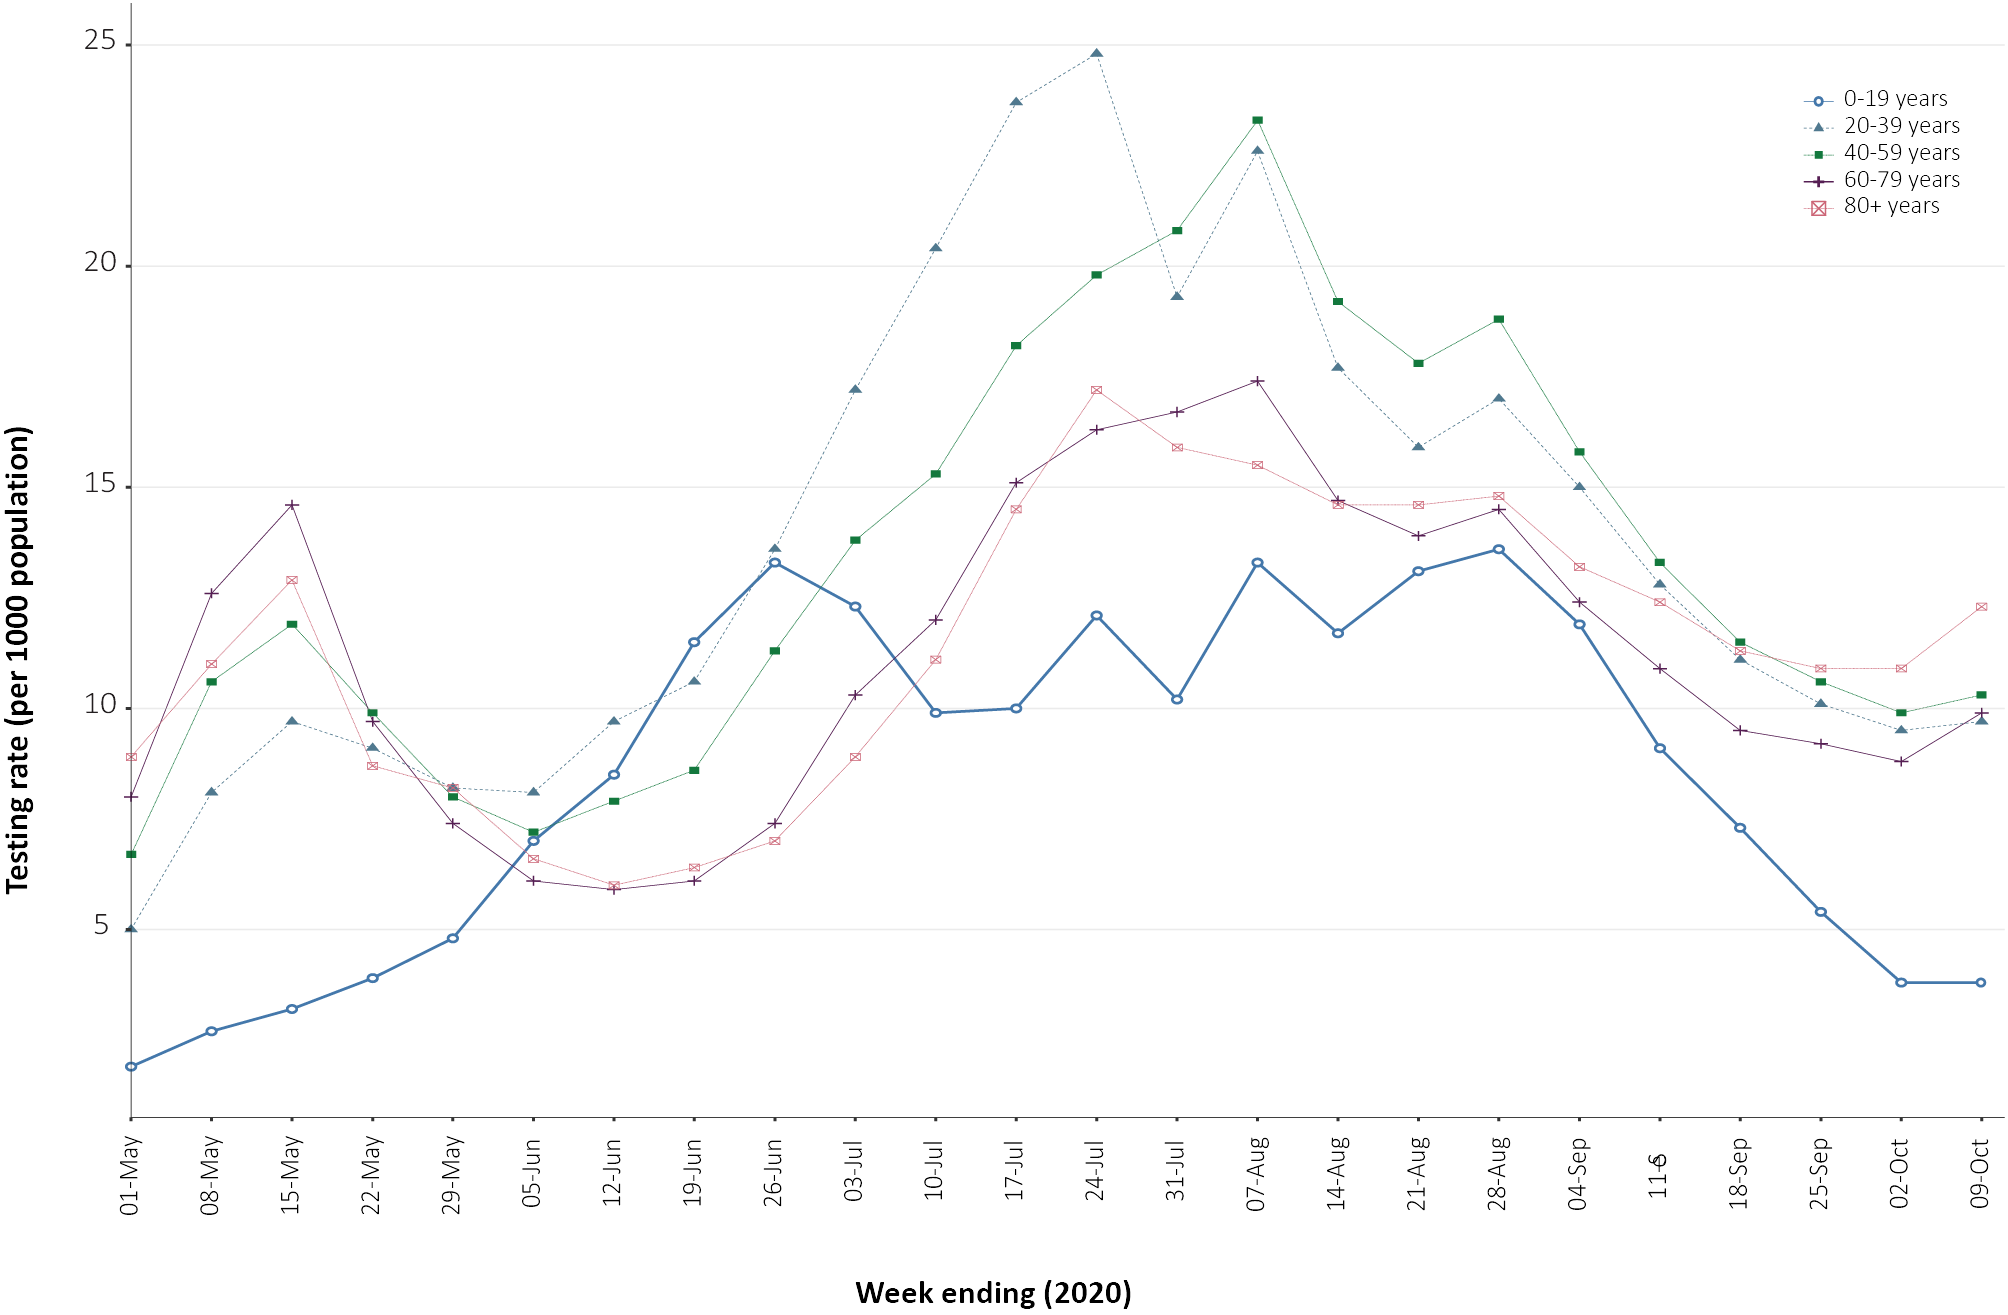 25
20
15
10
5
Testing rate (per 1000 population)
0-19 years
20-39 years
40-59 years
60-79 years
80+ years
01-May
08-May
15-May
22-May
29-May
05-Jun
12-Jun
19-Jun
26-Jun
03-Jul
10-Jul
17-Jul
24-Jul
31-Jul
07-Aug
14-Aug
21-Aug
28-Aug
04-Sep
18-Sep
25-Sep
02-Oct
09-Oct
Week ending (2020)